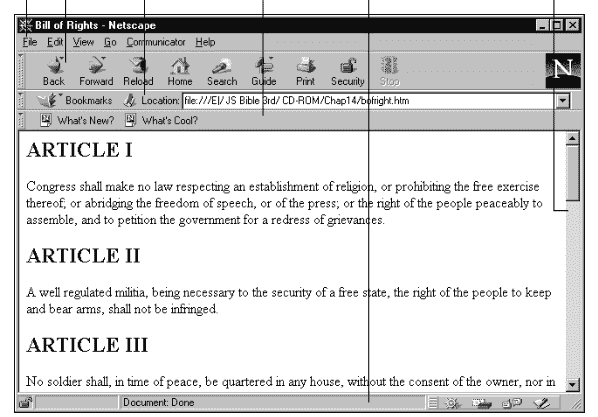 Bill of Rights - Netscape
File Edit View Go Communicator Help
Back Forward Reload Home Search Guide Print Security Stop
N
Bookmarks Location: file:///E|/ JS Bible 3rd/ CD-ROM/Chap14/bofright.htm
What's New? What's Cool?
ARTICLE I
Congress shall make no law respecting an establishment of religion, or prohibiting the free exercise
thereof; or abridging the freedom of speech, or of the press; or the right of the people peaceably to
assemble, and to petition the government for a redress of grievances.
ARTICLE II
A well regulated militia, being necessary to the security of a free state, the right of the people to keep
and bear arms, shall not be infringed.
ARTICLE III
No soldier shall, in time of peace, be quartered in any house, without the consent of the owner, nor in
Document: Done